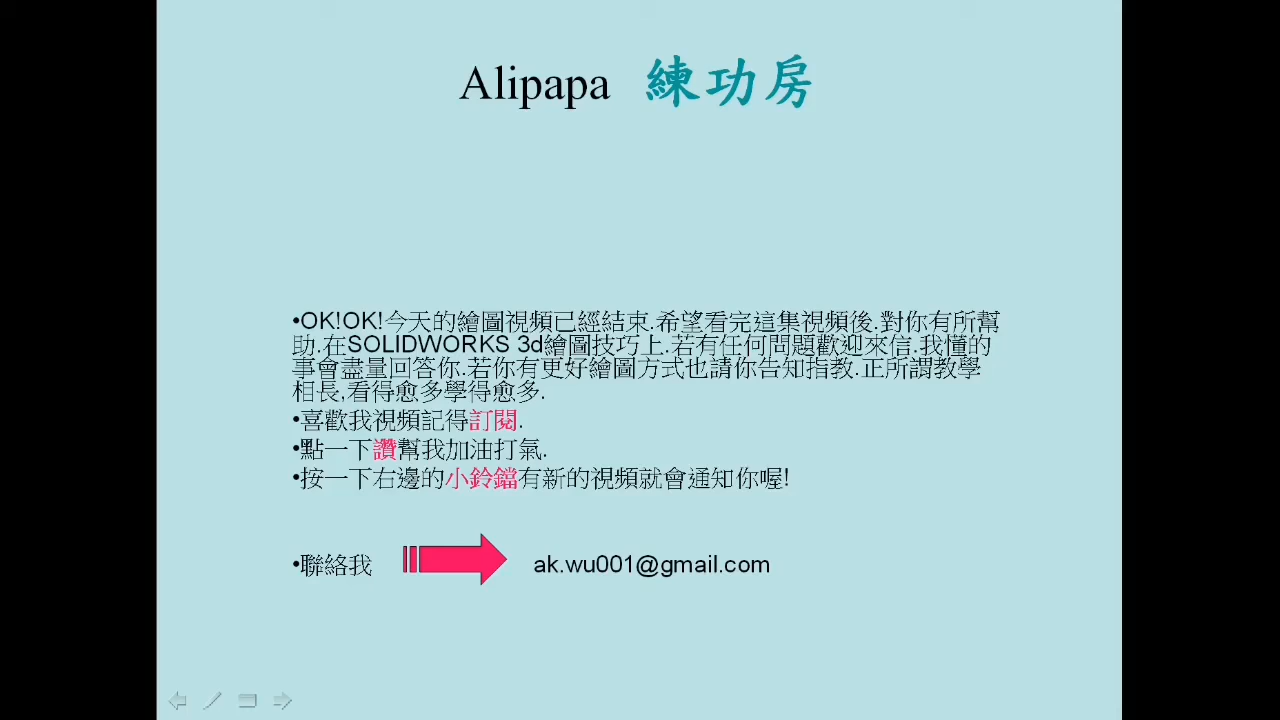 Alipapa 練功房
•OK!OK!今天的繪圖視頻已經結束.希望看完這集視頻後.對你有所幫
助.在SOLIDWORKS 3d繪圖技巧上.若有任何問題歡迎來信.我懂的
事會盡量回答你.若你有更好繪圖方式也請你告知指教.正所謂教學
相長,看得愈多學得愈多.
•喜歡我視頻記得訂閱.
•點一下讚幫我加油打氣.
•按一下右邊的小鈴鐺有新的視頻就會通知你喔!
•聯絡我 ak.wu001@gmail.com